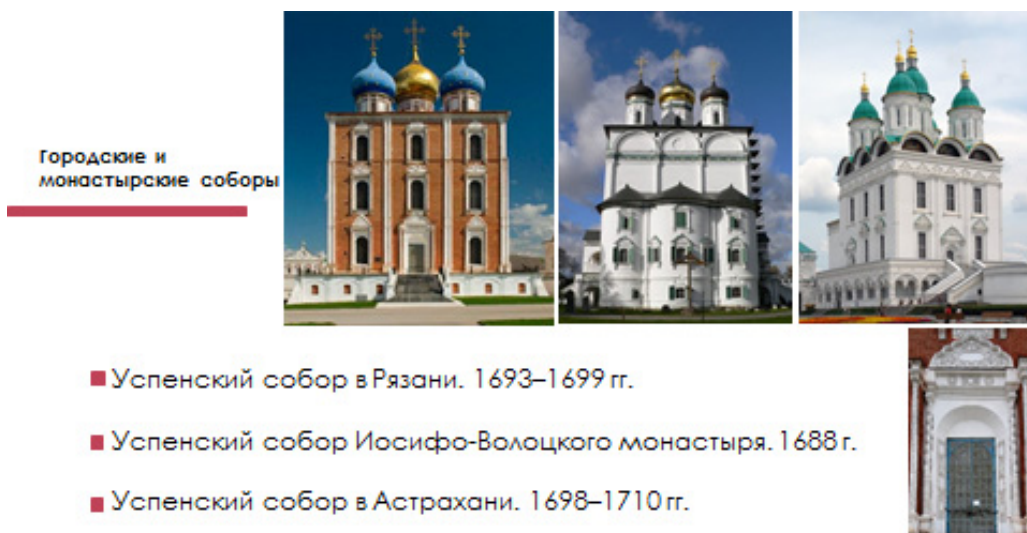 Городские и
монастырские соборы
Успенский собор в Рязани. 1693–1699 гг.
Успенский собор Иосифо-Волоцкого монастыря. 1688 г.
Успенский собор в Астрахани. 1698–1710 гг.